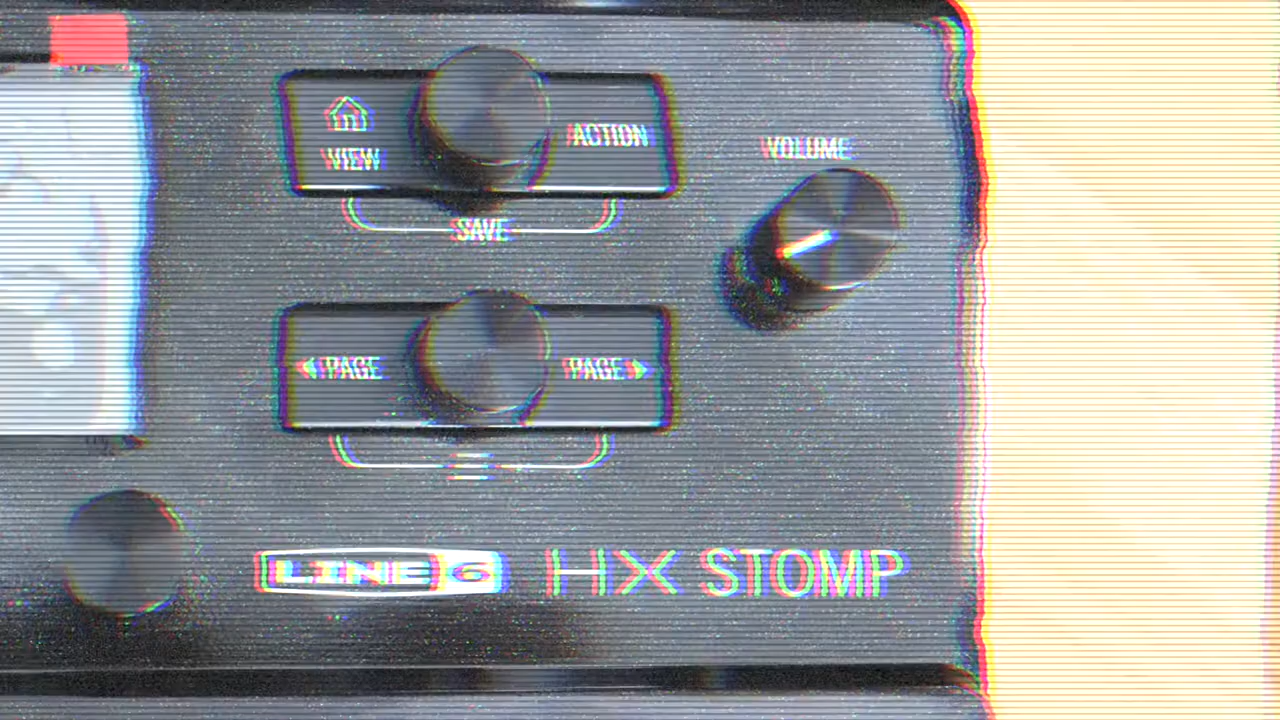 VIEW
ACTION
VOLUME
SAVE
PAGE
PAGE
LINE 6
HX STOMP